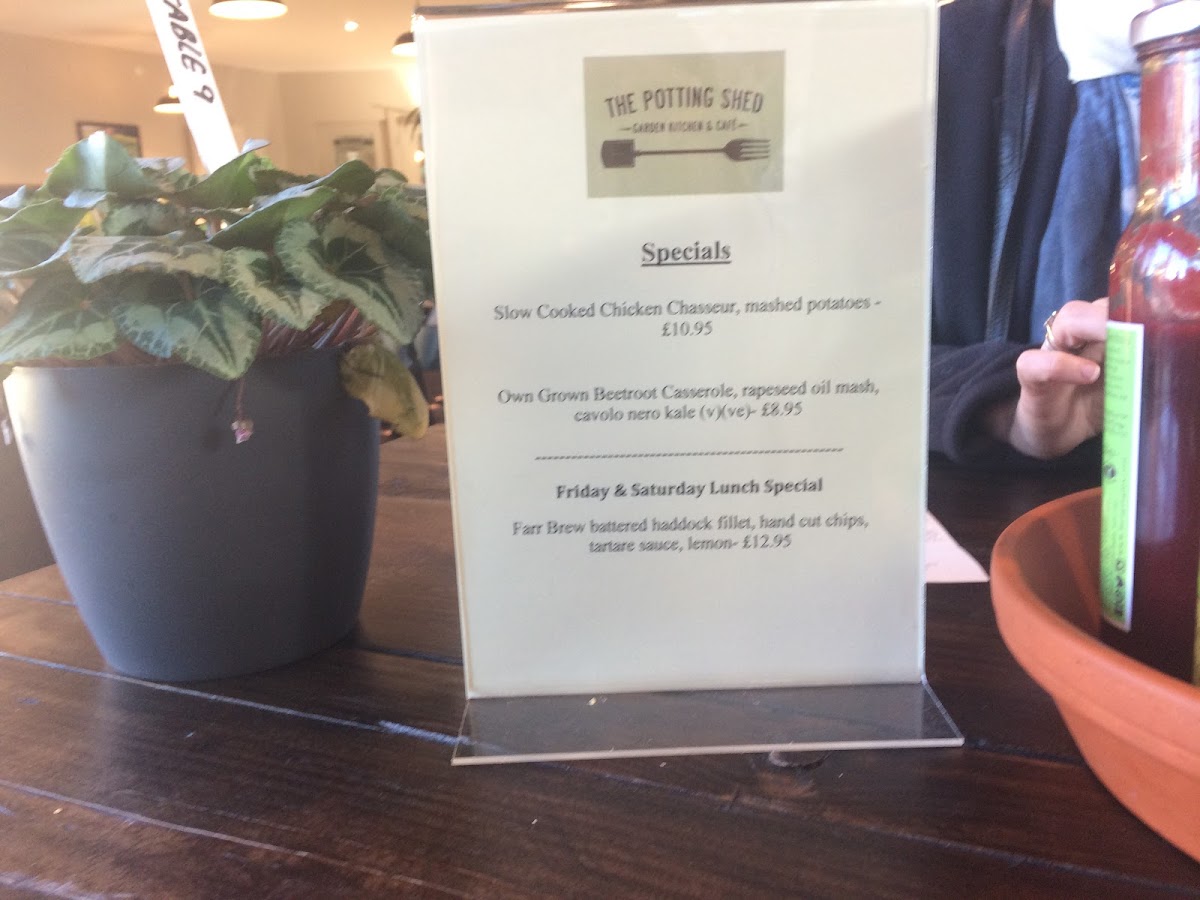 TABLE 9
THE POTTING SHED
GARDEN KITCHEN & CAFÉ
Specials
Slow Cooked Chicken Chasseur, mashed potatoes -
£10.95
Own Grown Beetroot Casserole, rapeseed oil mash,
cavolo nero kale (v)(ve)- £8.95
Friday & Saturday Lunch Special
Farr Brew battered haddock fillet, hand cut chips,
tartare sauce, lemon- £12.95